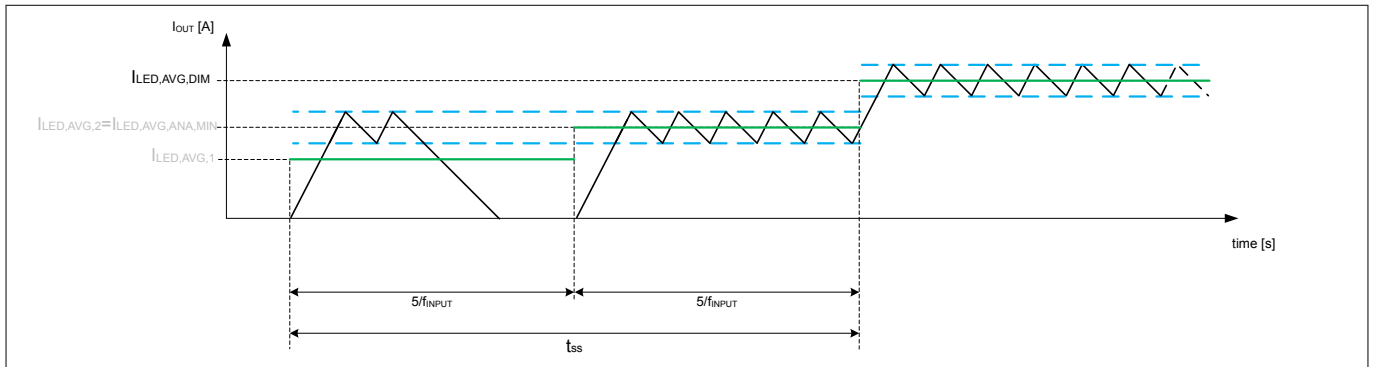 IOUT [A]
ILED,AVG,DIM
ILED,AVG,2=ILED,AVG,ANA,MIN
ILED,AVG,1
time [s]
5/fINPUT
5/fINPUT
tss